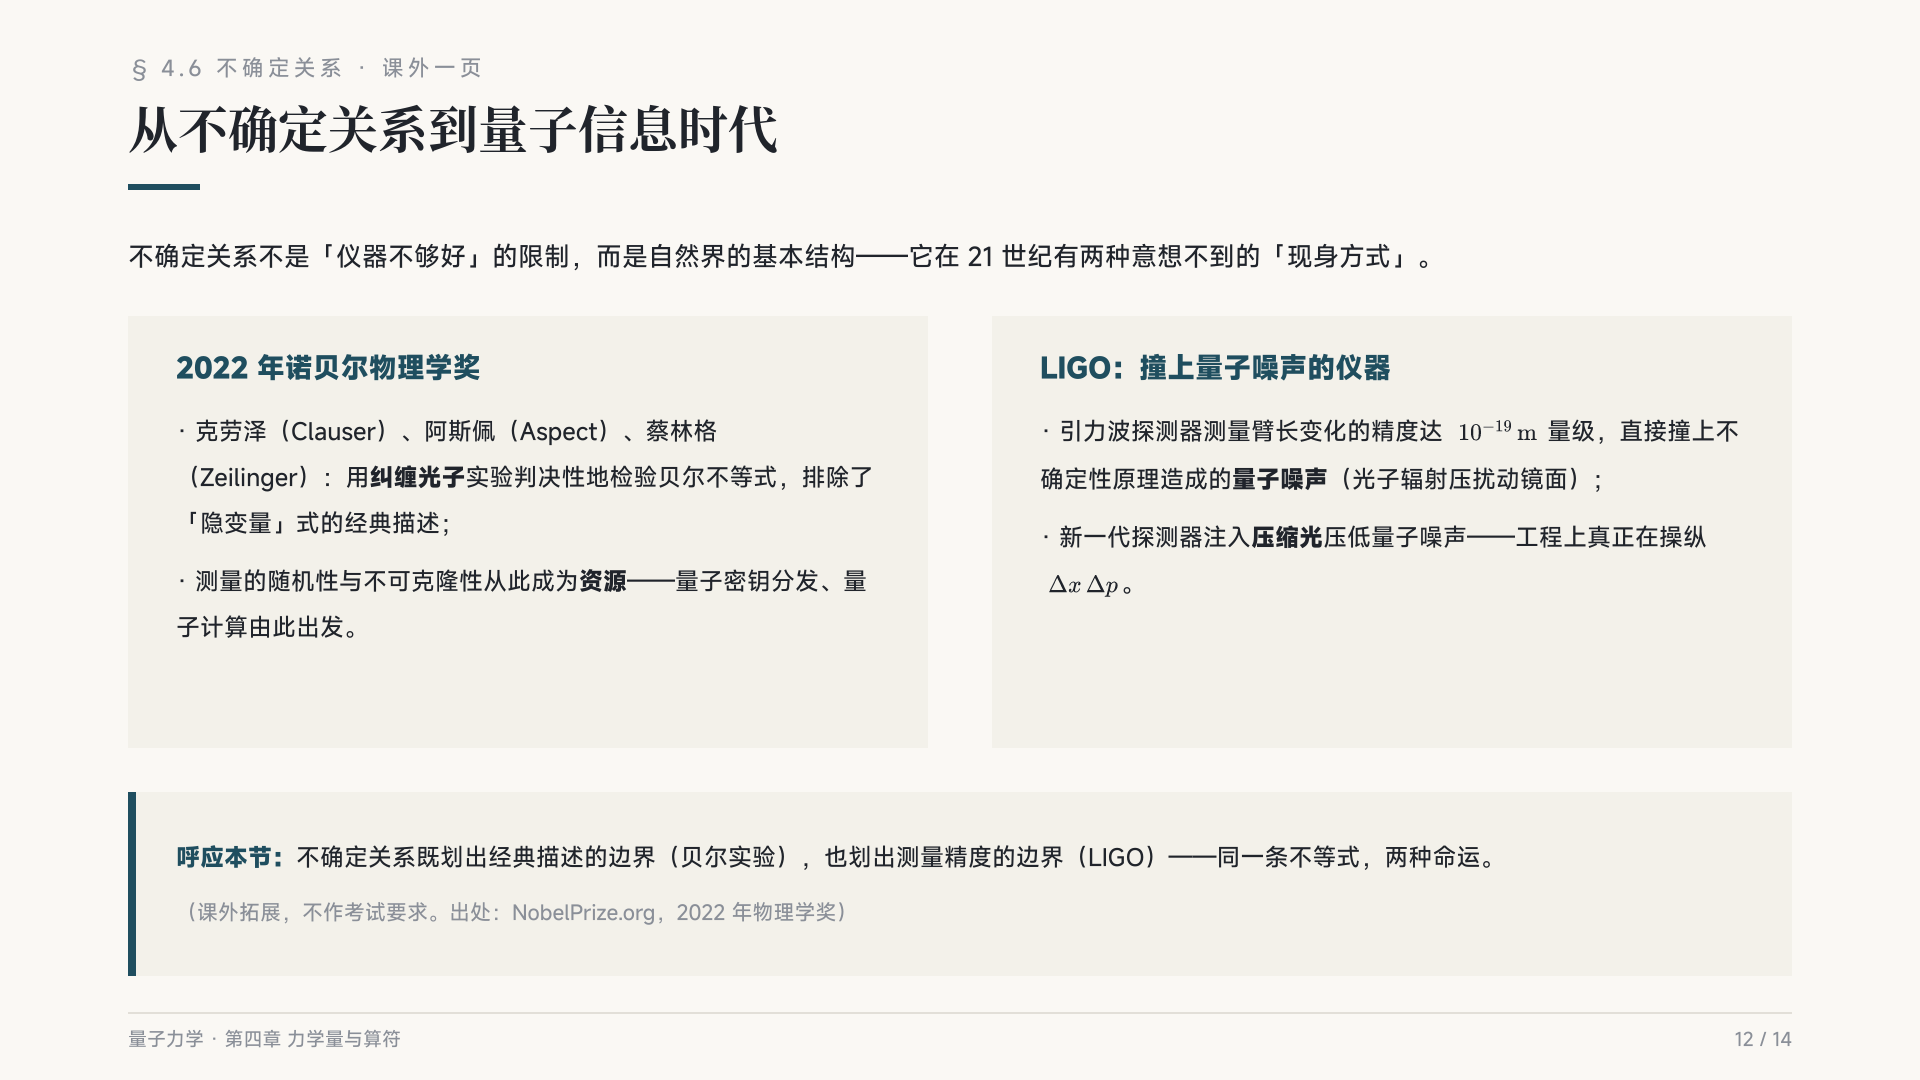 § 4.6 不确定关系 · 课外一页
从不确定关系到量子信息时代
不确定关系不是「仪器不够好」的限制，而是自然界的基本结构——它在 21 世纪有两种意想不到的「现身方式」。
2022 年诺贝尔物理学奖
· 克劳泽（Clauser）、阿斯佩（Aspect）、蔡林格
（Zeilinger）：用纠缠光子实验判决性地检验贝尔不等式，排除了
「隐变量」式的经典描述；
· 测量的随机性与不可克隆性从此成为资源——量子密钥分发、量
子计算由此出发。
LIGO：撞上量子噪声的仪器
· 引力波探测器测量臂长变化的精度达 10⁻¹⁹ m 量级，直接撞上不
确定性原理造成的量子噪声（光子辐射压扰动镜面）；
· 新一代探测器注入压缩光压低量子噪声——工程上真正在操纵
Δx Δp。
呼应本节：不确定关系既划出经典描述的边界（贝尔实验），也划出测量精度的边界（LIGO）——同一条不等式，两种命运。
（课外拓展，不作考试要求。出处：NobelPrize.org，2022 年物理学奖）
量子力学 · 第四章 力学量与算符
12 / 14